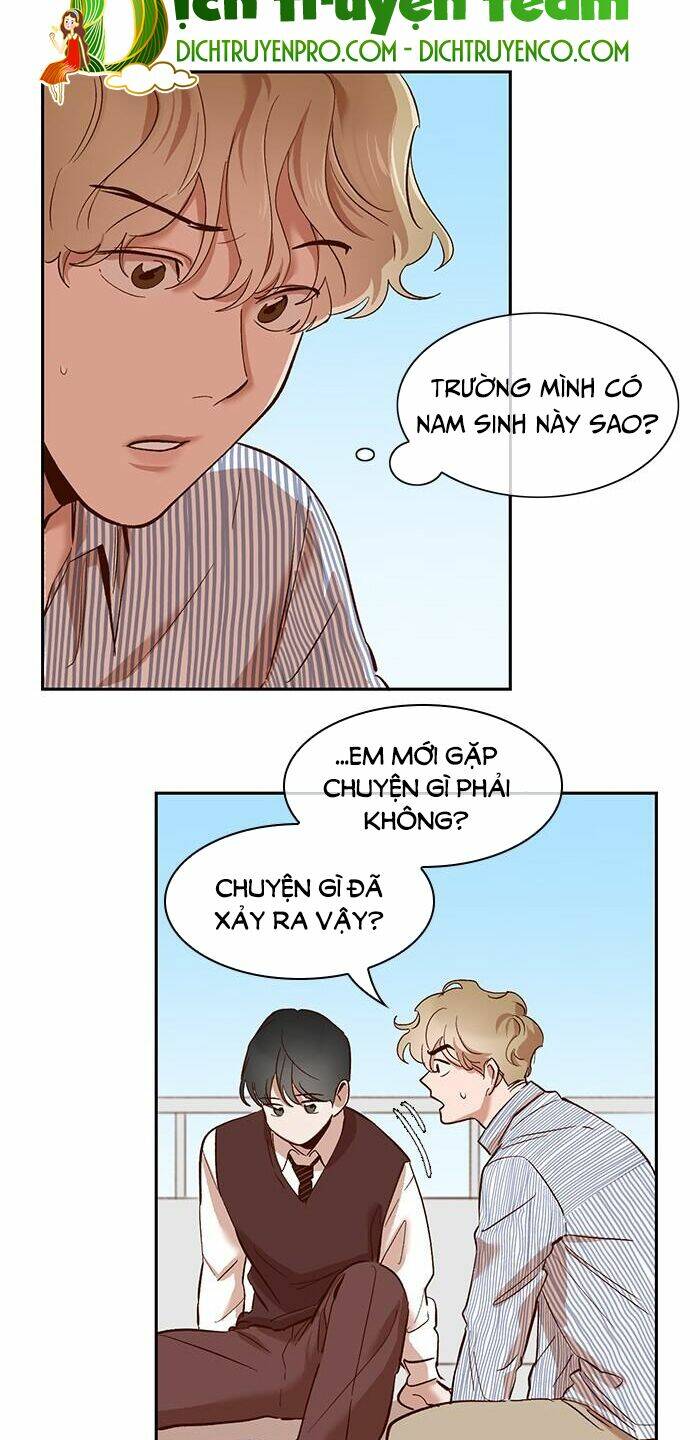 Dịch truyện team
DICHTRUYENPRO.COM - DICHTRUYENCO.COM
TRƯỜNG MÌNH CÓ
NAM SINH NÀY SAO?
...EM MỚI GẶP
CHUYỆN GÌ PHẢI
KHÔNG?
CHUYỆN GÌ ĐÃ
XẢY RA VẬY?